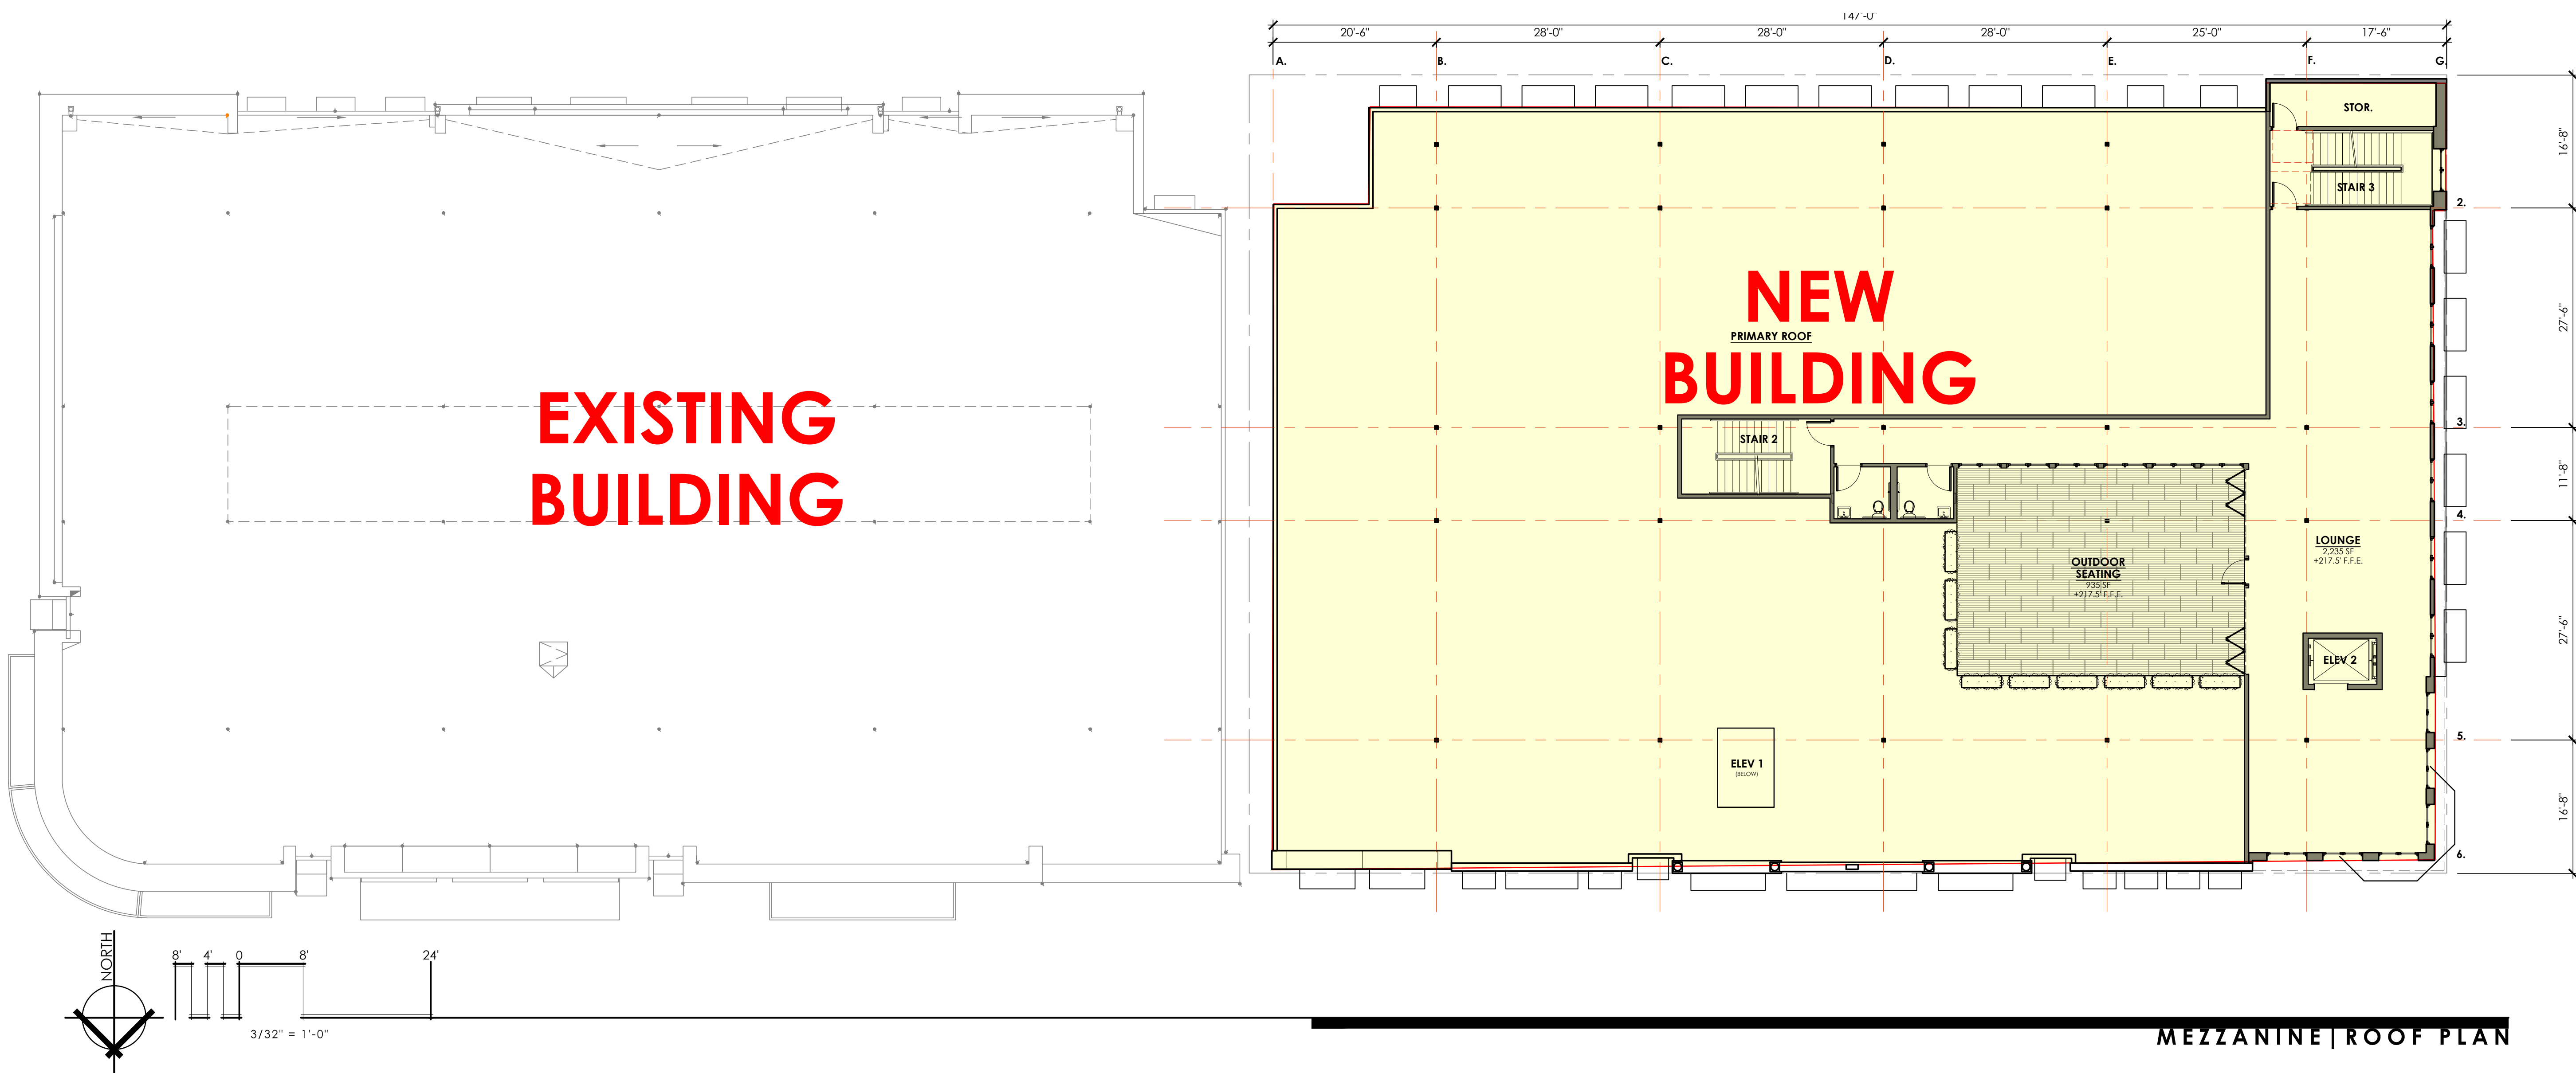 147'-0"
20'-6"
28'-0"
28'-0"
28'-0"
25'-0"
17'-6"
A.
B.
C.
D.
E.
F.
G.
STOR.
16'-8"
STAIR 3
2.
NEW
27'-6"
PRIMARY ROOF
BUILDING
EXISTING
BUILDING
3.
STAIR 2
11'-8"
4.
LOUNGE
2,235 SF
+217.5' F.F.E.
OUTDOOR
SEATING
935 SF
+217.5' F.F.E.
27'-6"
ELEV 2
5.
ELEV 1
(BELOW)
16'-8"
6.
NORTH
8'
4'
0
8'
24'
3/32" = 1'-0"
MEZZANINE|ROOF PLAN